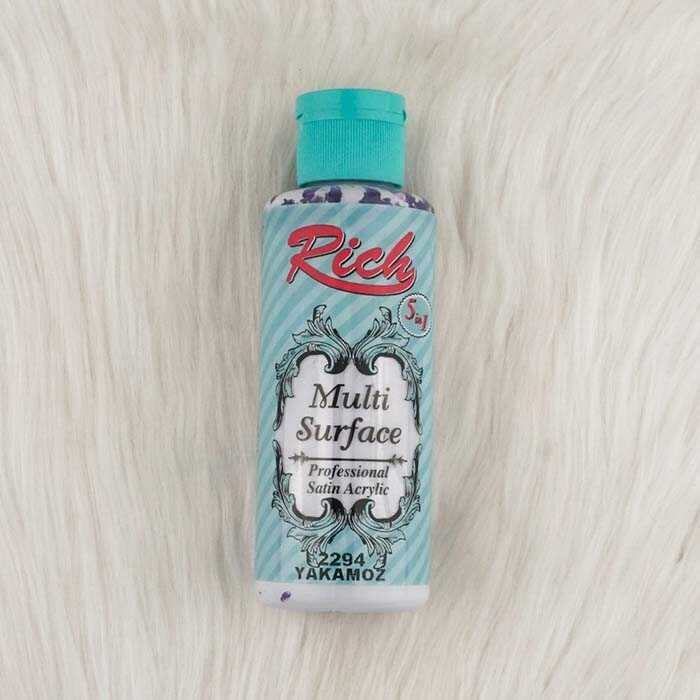 Rich
5in1
Multi
Surface
Professional
Satin Acrylic
2294
YAKAMOZ